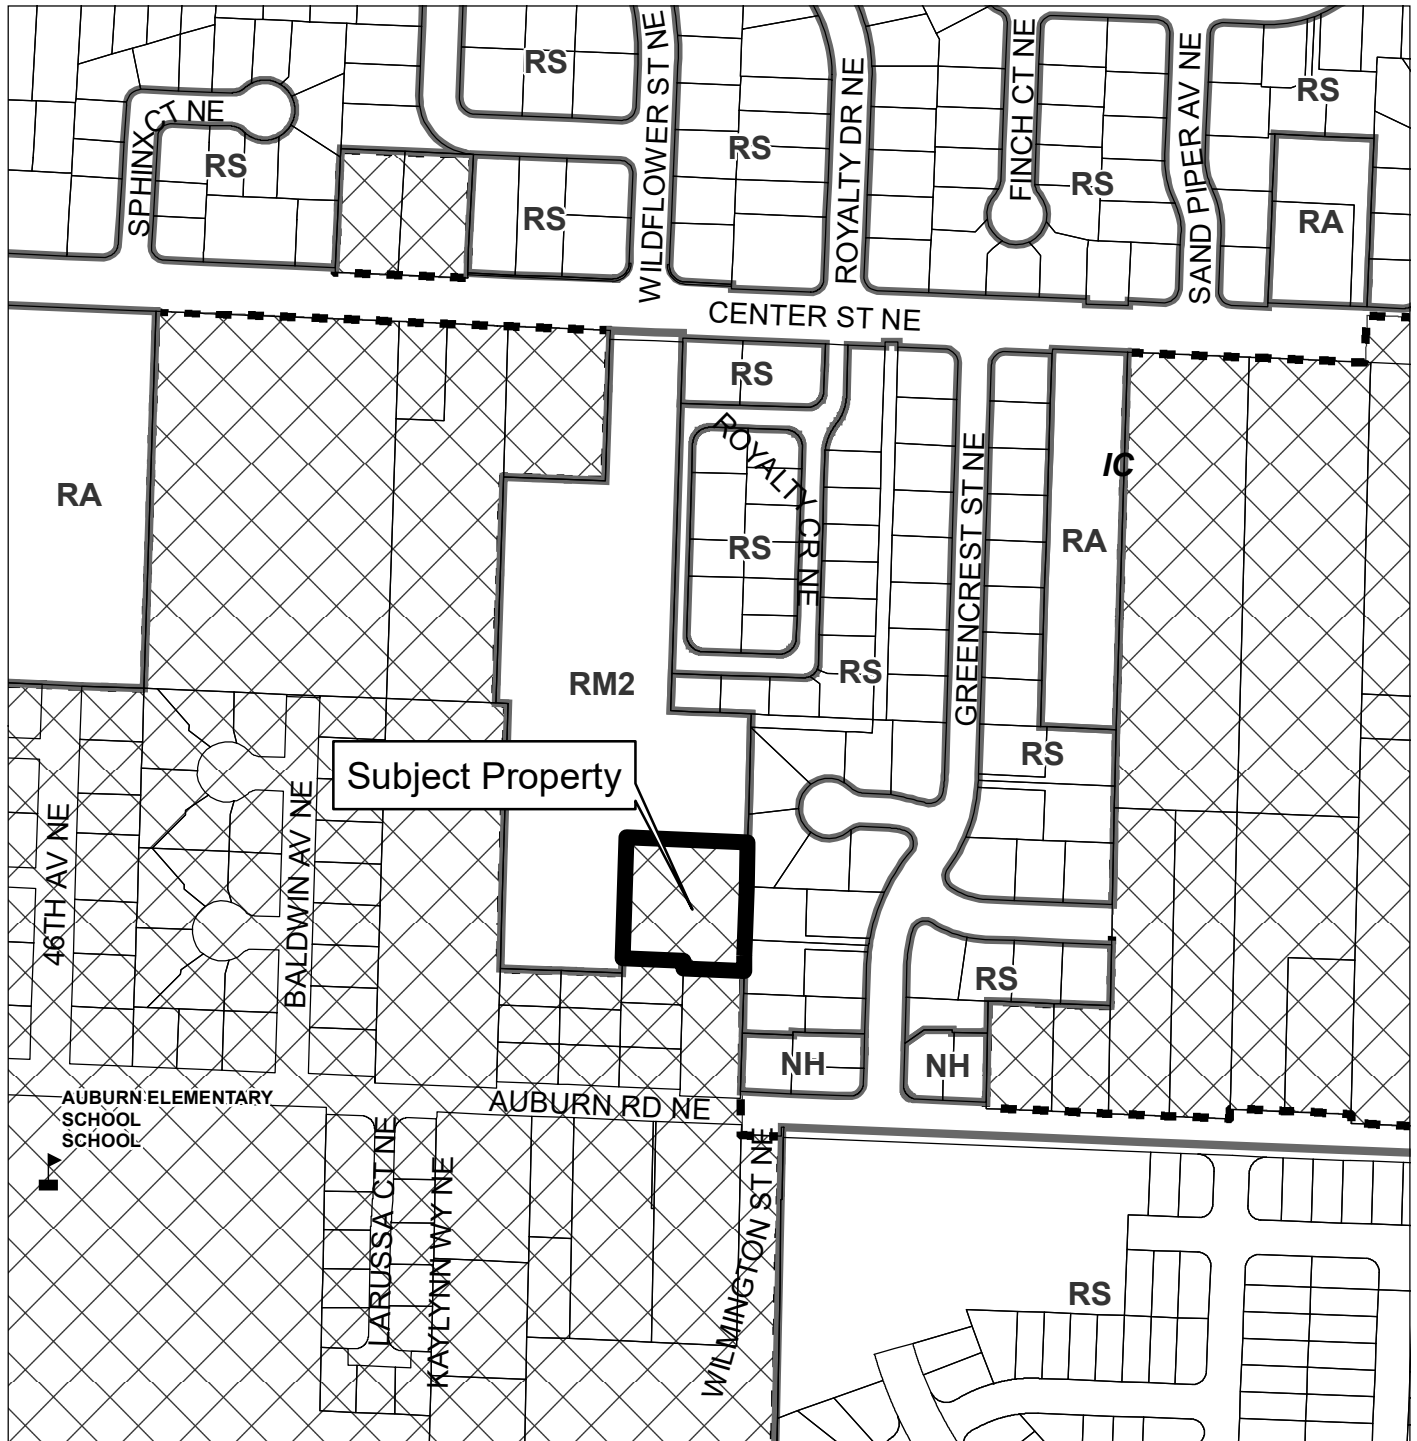 RS
WILDFLOWER ST NE
ROYALTY DR NE
FINCH CT NE
SAND PIPER AV NE
RS
SPHINX CT NE
RS
RS
RS
RS
RA
CENTER ST NE
RS
ROYALTY CR NE
GREENCREST ST NE
IC
RA
RS
RA
RM2
RS
RS
Subject Property
46TH AV NE
BALDWIN AV NE
RS
NH
NH
AUBURN ELEMENTARY
SCHOOL
SCHOOL
AUBURN RD NE
LARUSSA CT NE
KAYLYNN WY NE
WILMINGTON ST NE
RS